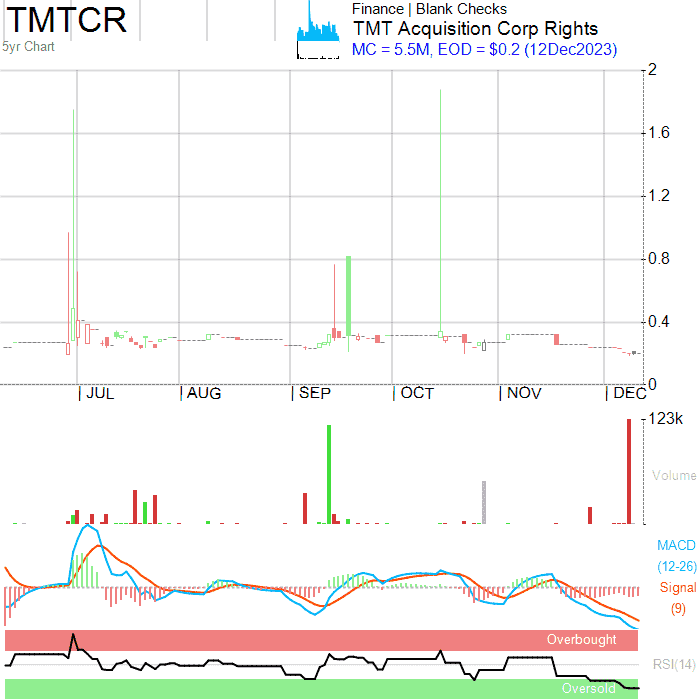 TMTCR
5yr Chart
Finance | Blank Checks
TMT Acquisition Corp Rights
MC = 5.5M, EOD = $0.2 (12Dec2023)
2
1.6
1.2
0.8
0.4
0
| JUL | AUG | SEP | OCT | NOV | DEC
123k
Volume
MACD
(12-26)
Signal
(9)
Overbought
RSI(14)
Oversold